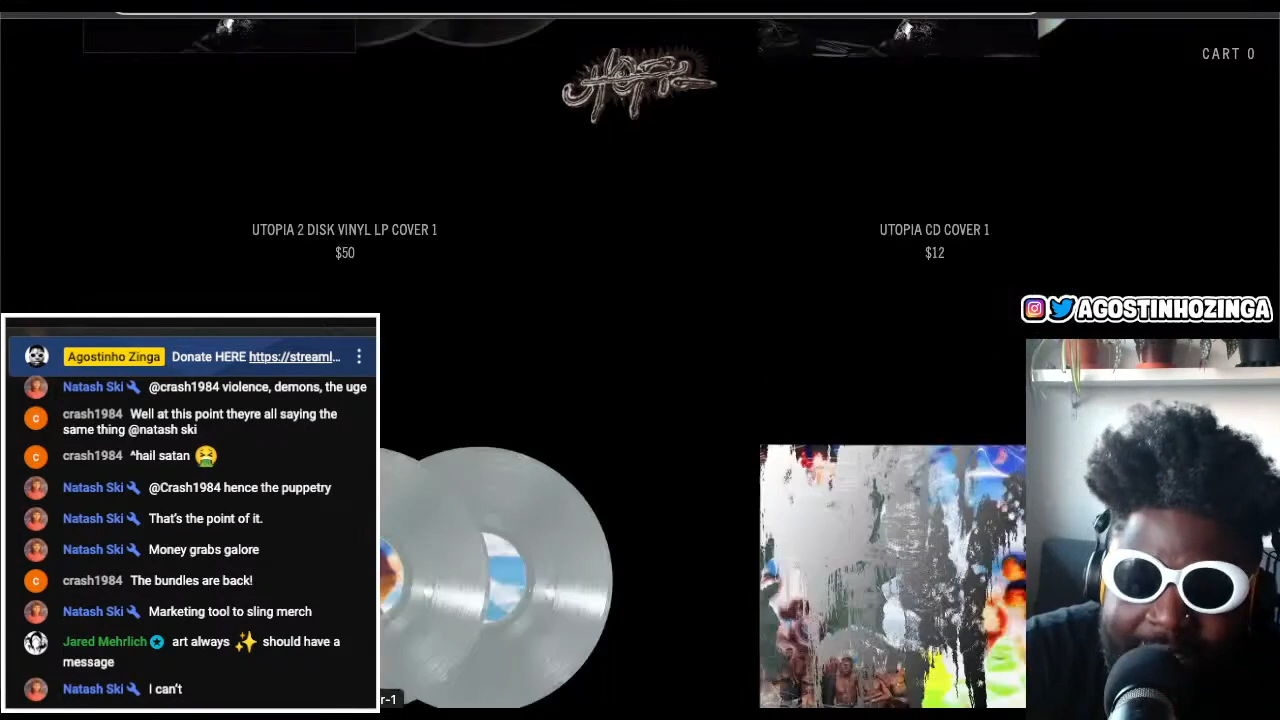 utopia
CART 0
UTOPIA 2 DISK VINYL LP COVER 1
$50
UTOPIA CD COVER 1
$12
AGOSTINHOZINGA
Agostinho Zinga Donate HERE https://streaml...
Natash Ski @crash1984 violence, demons, the uge
crash1984 Well at this point theyre all saying the
same thing @natash ski
crash1984 ^hail satan 🤮
Natash Ski @Crash1984 hence the puppetry
Natash Ski That's the point of it.
Natash Ski Money grabs galore
crash1984 The bundles are back!
Natash Ski Marketing tool to sling merch
Jared Mehrlich art always ✨ should have a
message
Natash Ski I can't
r-1